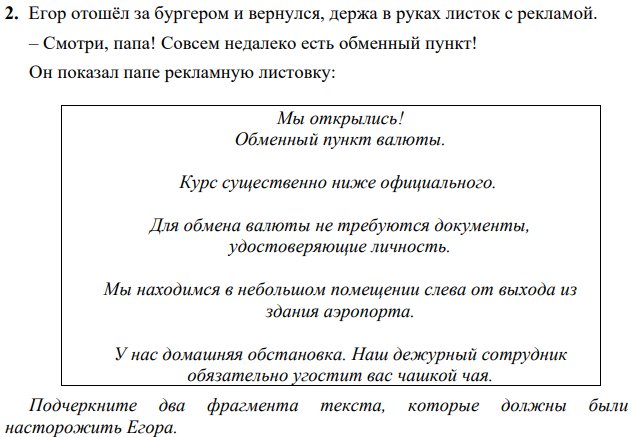 2. Егор отошёл за бургером и вернулся, держа в руках листок с рекламой.
– Смотри, папа! Совсем недалеко есть обменный пункт!
Он показал папе рекламную листовку:
Мы открылись!
Обменный пункт валюты.
Курс существенно ниже официального.
Для обмена валюты не требуются документы,
удостоверяющие личность.
Мы находимся в небольшом помещении слева от выхода из
здания аэропорта.
У нас домашняя обстановка. Наш дежурный сотрудник
обязательно угостит вас чашкой чая.
Подчеркните два фрагмента текста, которые должны были
насторожить Егора.